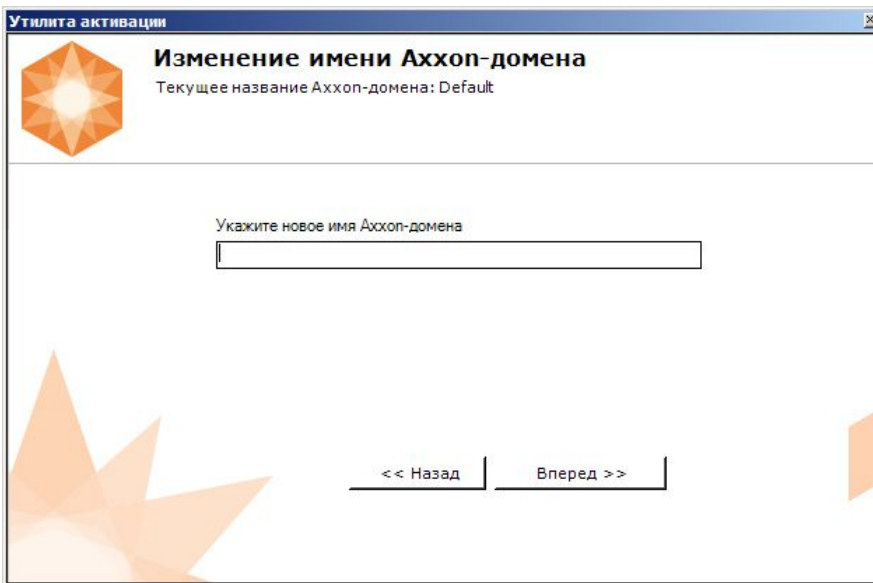 Утилита активации
Изменение имени Axxon-домена
Текущее название Axxon-домена: Default
Укажите новое имя Axxon-домена
<< Назад
Вперед >>